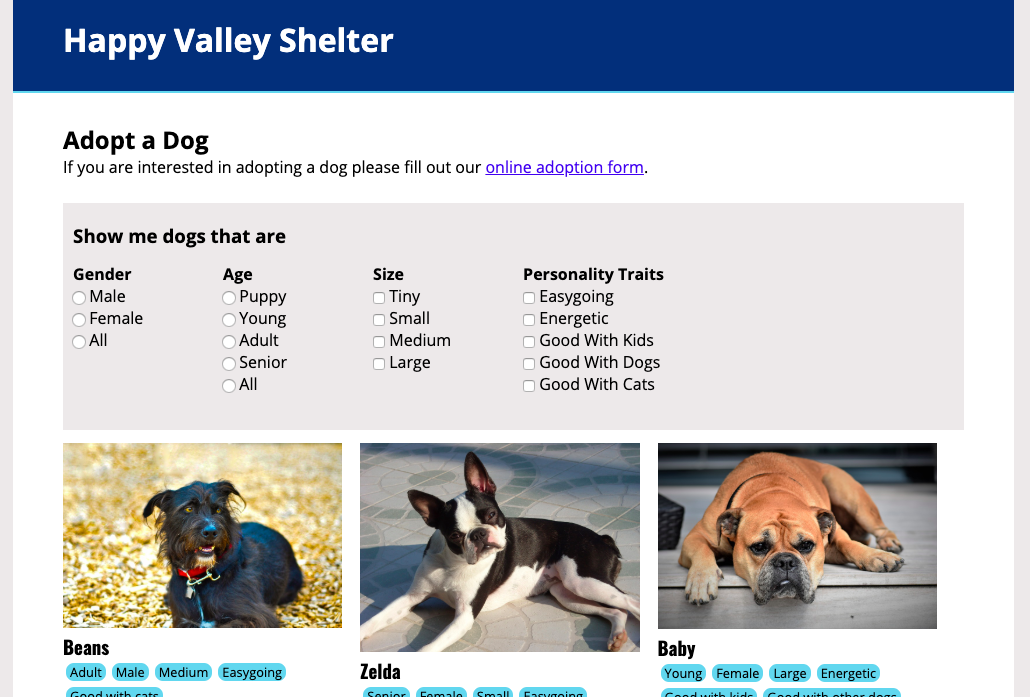 Happy Valley Shelter
Adopt a Dog
If you are interested in adopting a dog please fill out our online adoption form.
Show me dogs that are
Gender
Male
Female
All
Age
Puppy
Young
Adult
Senior
All
Size
Tiny
Small
Medium
Large
Personality Traits
Easygoing
Energetic
Good With Kids
Good With Dogs
Good With Cats
Beans
Adult Male Medium Easygoing
Good with cats
Zelda
Senior Female Small Easygoing
Baby
Young Female Large Energetic
Good with kids Good with other dogs